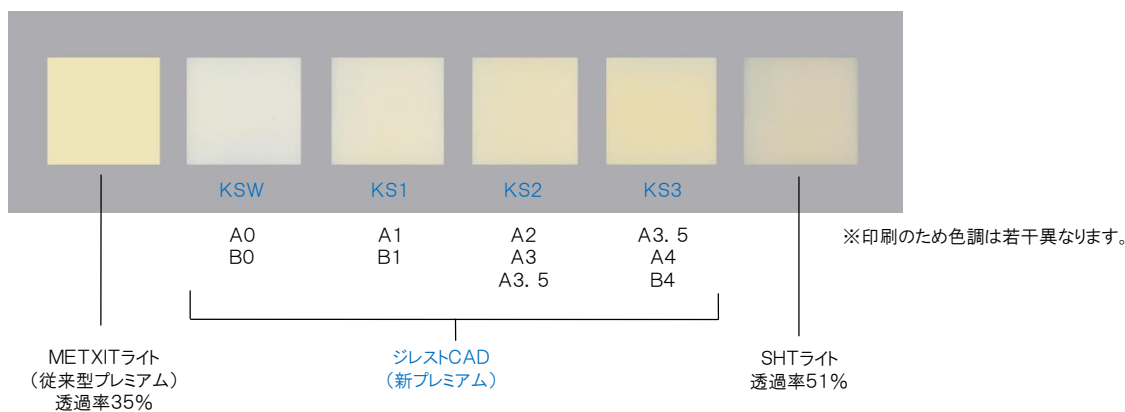 KSW KS1 KS2 KS3
A0 A1 A2 A3．5
B0 B1 A3 A4
A3．5 B4
※印刷のため色調は若干異なります。
METXITライト
（従来型プレミアム）
透過率35％
ジレストCAD
（新プレミアム）
SHTライト
透過率51％